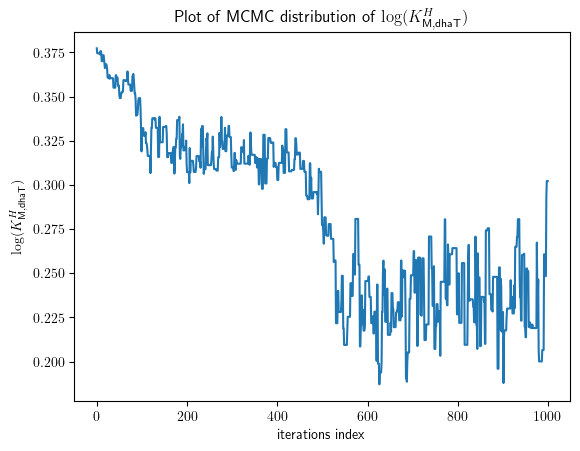 Plot of MCMC distribution of log(K^H_{M,dhaT})
log(K^H_{M,dhaT})
0.375
0.350
0.325
0.300
0.275
0.250
0.225
0.200
0 200 400 600 800 1000
iterations index